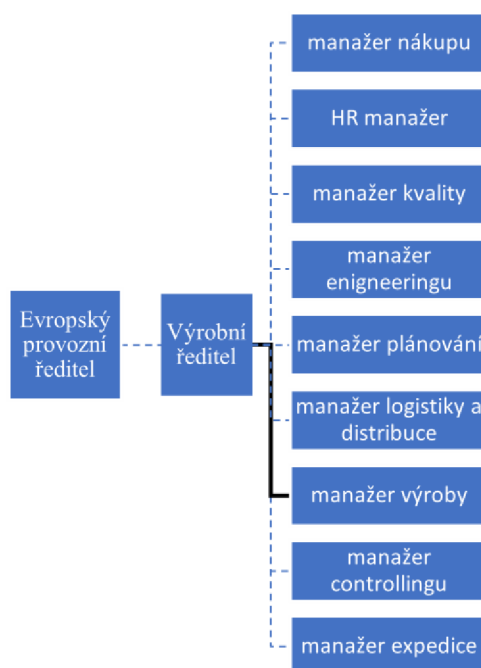 manažer nákupu
HR manažer
manažer kvality
manažer
enigneeringu
Evropský
provozní
ředitel
Výrobní
ředitel
manažer plánování
manažer logistiky a
distribuce
manažer výroby
manažer
controllingu
manažer expedice